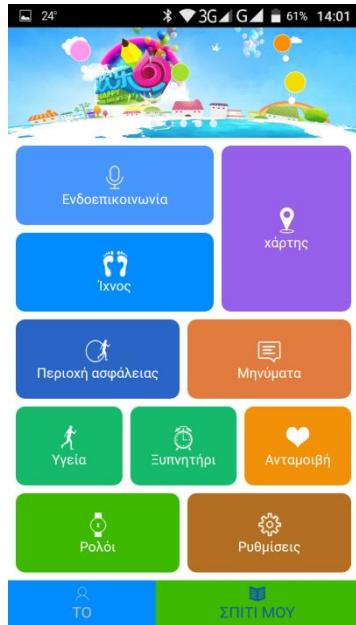 24°
3G
G
61%
14:01
HAPPY
Ενδοεπικοινωνία
χάρτης
Ίχνος
Περιοχή ασφάλειας
Μηνύματα
Υγεία
Ξυπνητήρι
Ανταμοιβή
Ρολόι
Ρυθμίσεις
ΤΟ
ΣΠΙΤΙ ΜΟΥ